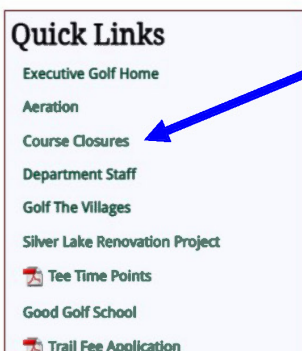 Quick Links
Executive Golf Home
Aeration
Course Closures
Department Staff
Golf The Villages
Silver Lake Renovation Project
Tee Time Points
Good Golf School
Trail Fee Application